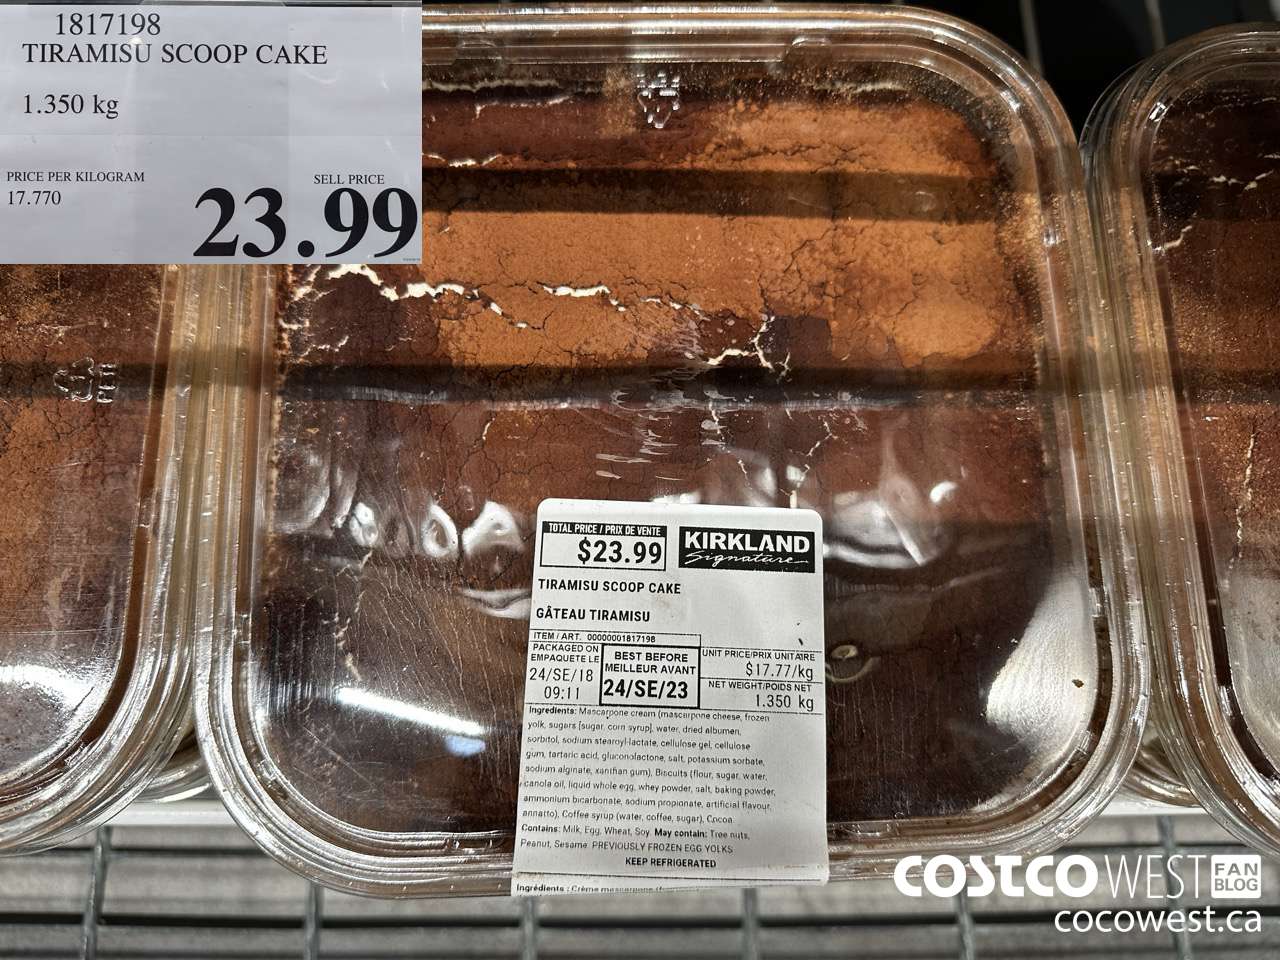 1817198
TIRAMISU SCOOP CAKE
1.350 kg
PRICE PER KILOGRAM
17.770
SELL PRICE
23.99
TOTAL PRICE / PRIX DE VENTE
$23.99
KIRKLAND
Signature
TIRAMISU SCOOP CAKE
GÂTEAU TIRAMISU
ITEM / ART. 00000001817198
PACKAGED ON
EMPAQUETE LE
24/SE/18
09:11
BEST BEFORE
MEILLEUR AVANT
24/SE/23
UNIT PRICE/PRIX UNITAIRE
$17.77/kg
NET WEIGHT/POIDS NET
1.350 kg
Ingredients: Mascarpone cream (mascarpone cheese, frozen
yolk, sugars [sugar, corn syrup], water, dried albumen,
sorbitol, sodium stearoyl-lactate, cellulose gel, cellulose
gum, tartaric acid, gluconolactone, salt, potassium sorbate,
sodium alginate, xanthan gum), Biscuits (flour, sugar, water,
canola oil, liquid whole egg, whey powder, salt, baking powder,
ammonium bicarbonate, sodium propionate, artificial flavour,
annatto), Coffee syrup (water, coffee, sugar), Cocoa.
Contains: Milk, Egg, Wheat, Soy. May contain: Tree nuts,
Peanut, Sesame. PREVIOUSLY FROZEN EGG YOLKS
KEEP REFRIGERATED
Ingrédients : Crème mascarpone
COSTCO WEST FAN BLOG
cocowest.ca